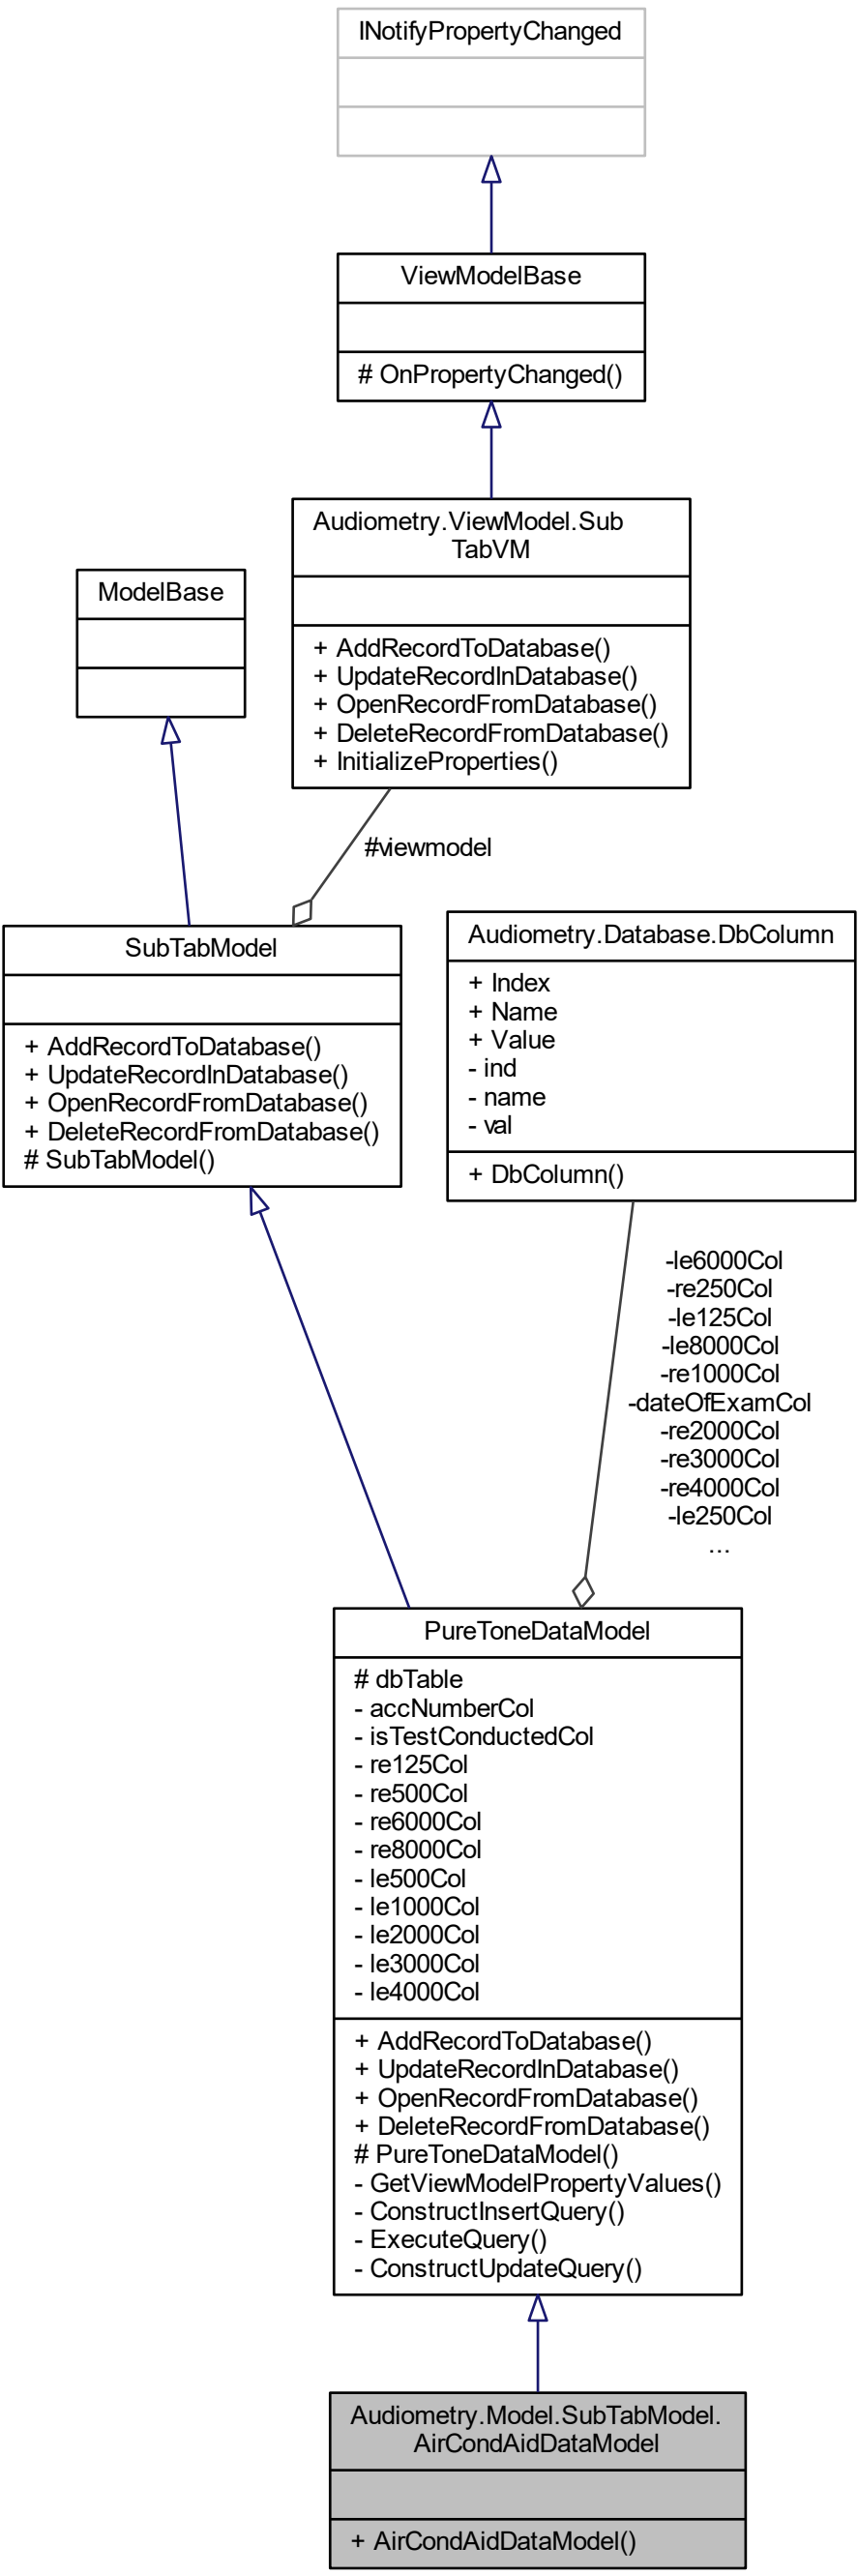 INotifyPropertyChanged
ViewModelBase
# OnPropertyChanged()
Audiometry.ViewModel.Sub
TabVM
+ AddRecordToDatabase()
+ UpdateRecordInDatabase()
+ OpenRecordFromDatabase()
+ DeleteRecordFromDatabase()
+ InitializeProperties()
ModelBase
#viewmodel
SubTabModel
+ AddRecordToDatabase()
+ UpdateRecordInDatabase()
+ OpenRecordFromDatabase()
+ DeleteRecordFromDatabase()
# SubTabModel()
Audiometry.Database.DbColumn
+ Index
+ Name
+ Value
- ind
- name
- val
+ DbColumn()
-le6000Col
-re250Col
-le125Col
-le8000Col
-re1000Col
-dateOfExamCol
-re2000Col
-re3000Col
-re4000Col
-le250Col
...
PureToneDataModel
# dbTable
- accNumberCol
- isTestConductedCol
- re125Col
- re500Col
- re6000Col
- re8000Col
- le500Col
- le1000Col
- le2000Col
- le3000Col
- le4000Col
+ AddRecordToDatabase()
+ UpdateRecordInDatabase()
+ OpenRecordFromDatabase()
+ DeleteRecordFromDatabase()
# PureToneDataModel()
- GetViewModelPropertyValues()
- ConstructInsertQuery()
- ExecuteQuery()
- ConstructUpdateQuery()
Audiometry.Model.SubTabModel.
AirCondAidDataModel
+ AirCondAidDataModel()